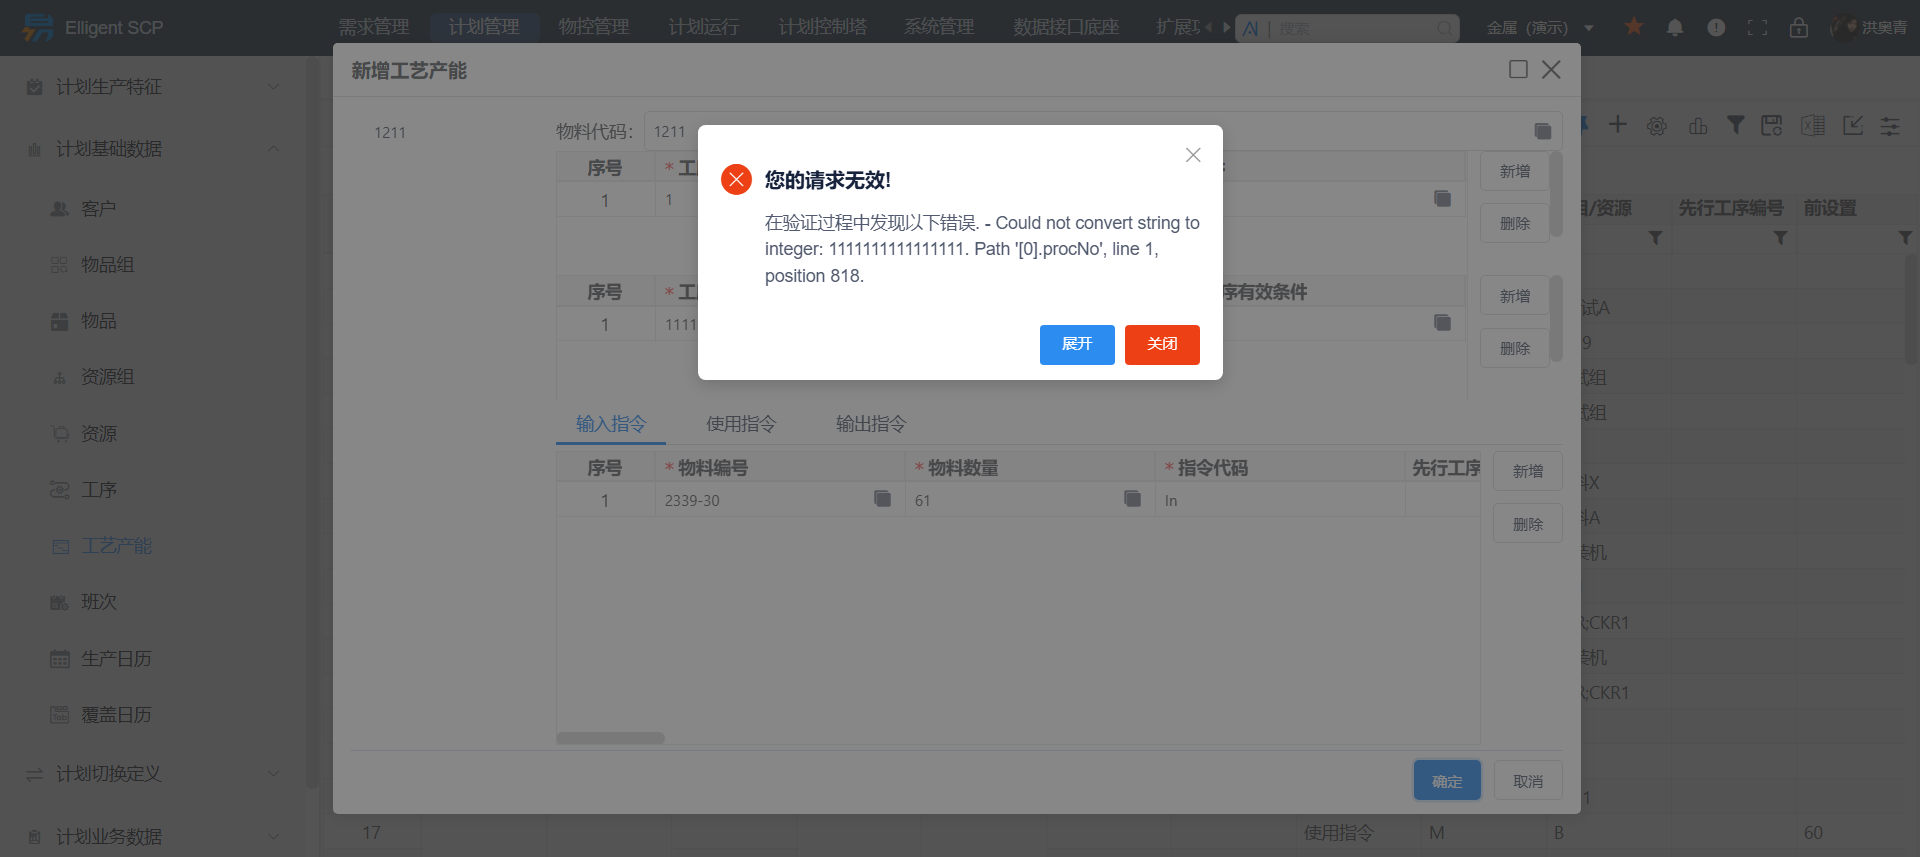 Elligent SCP
需求管理
计划管理
物控管理
计划运行
计划控制塔
系统管理
数据接口底座
搜索
金属（演示）
洪奥青
计划生产特征
计划基础数据
客户
物品组
物品
资源组
资源
工序
工艺产能
班次
生产日历
覆盖日历
计划切换定义
计划业务数据
新增工艺产能
1211
物料代码：
1211
序号
1
1
新增
删除
序号
序有效条件
1
1111
新增
删除
您的请求无效!
在验证过程中发现以下错误. - Could not convert string to
integer: 1111111111111111. Path '[0].procNo', line 1,
position 818.
展开
关闭
输入指令
使用指令
输出指令
序号
* 物料编号
* 物料数量
* 指令代码
先行工序
1
2339-30
61
In
新增
删除
确定
取消
/资源
先行工序编号
前设置
试A
9
试组
试组
料X
料A
装机
R;CKR1
装机
R;CKR1
1
17
使用指令
M
B
60